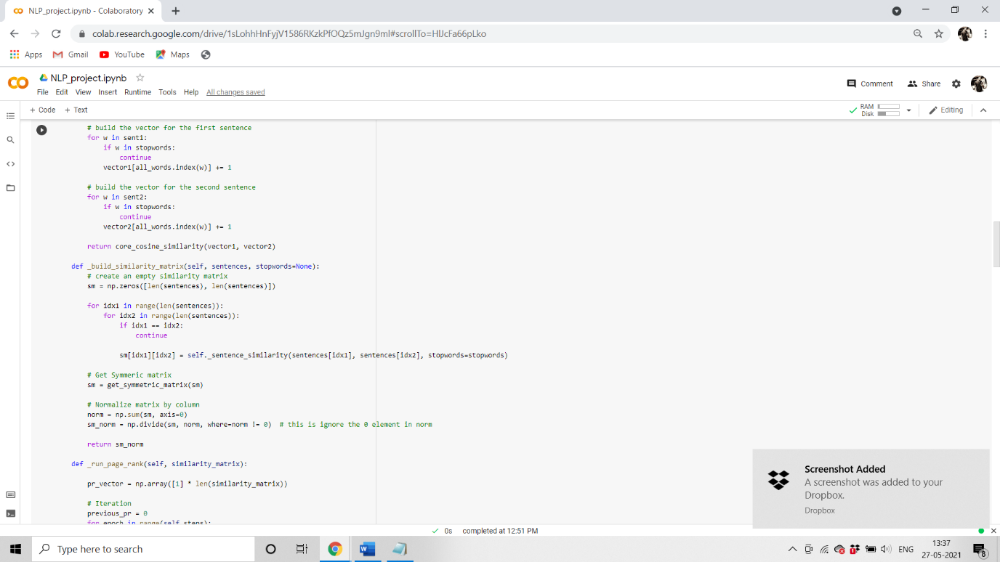 NLP_project.ipynb - Colaboratory
colab.research.google.com/drive/1sLohhHnFyjV1586RKzkPfOQz5mJgn9ml#scrollTo=HlJcFa66pLko
Apps Gmail YouTube Maps
NLP_project.ipynb
File Edit View Insert Runtime Tools Help All changes saved
Comment Share
+ Code + Text
RAM
Disk
Editing
# build the vector for the first sentence
for w in sent1:
if w in stopwords:
continue
vector1[all_words.index(w)] += 1
# build the vector for the second sentence
for w in sent2:
if w in stopwords:
continue
vector2[all_words.index(w)] += 1
return core_cosine_similarity(vector1, vector2)
def _build_similarity_matrix(self, sentences, stopwords=None):
# create an empty similarity matrix
sm = np.zeros([len(sentences), len(sentences)])
for idx1 in range(len(sentences)):
for idx2 in range(len(sentences)):
if idx1 == idx2:
continue
sm[idx1][idx2] = self._sentence_similarity(sentences[idx1], sentences[idx2], stopwords=stopwords)
# Get Symmeric matrix
sm = get_symmetric_matrix(sm)
# Normalize matrix by column
norm = np.sum(sm, axis=0)
sm_norm = np.divide(sm, norm, where=norm != 0) # this is ignore the 0 element in norm
return sm_norm
def _run_page_rank(self, similarity_matrix):
pr_vector = np.array([1] * len(similarity_matrix))
# Iteration
previous_pr = 0
for epoch in range(self.steps):
Screenshot Added
A screenshot was added to your
Dropbox.
Dropbox
0s completed at 12:51 PM
Type here to search
ENG
13:37
27-05-2021
8